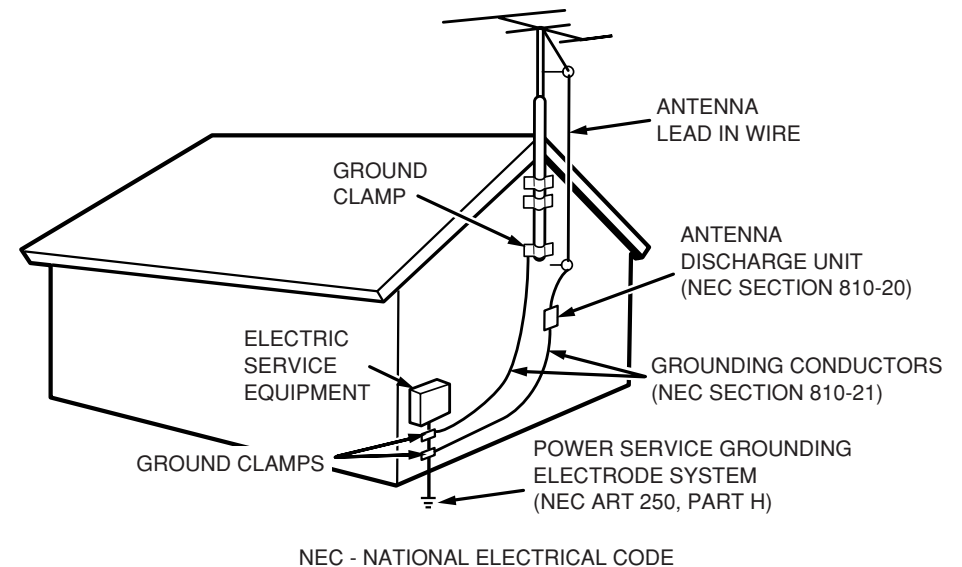 ANTENNA
LEAD IN WIRE
GROUND
CLAMP
ANTENNA
DISCHARGE UNIT
(NEC SECTION 810-20)
ELECTRIC
SERVICE
EQUIPMENT
GROUNDING CONDUCTORS
(NEC SECTION 810-21)
GROUND CLAMPS
POWER SERVICE GROUNDING
ELECTRODE SYSTEM
(NEC ART 250, PART H)
NEC - NATIONAL ELECTRICAL CODE